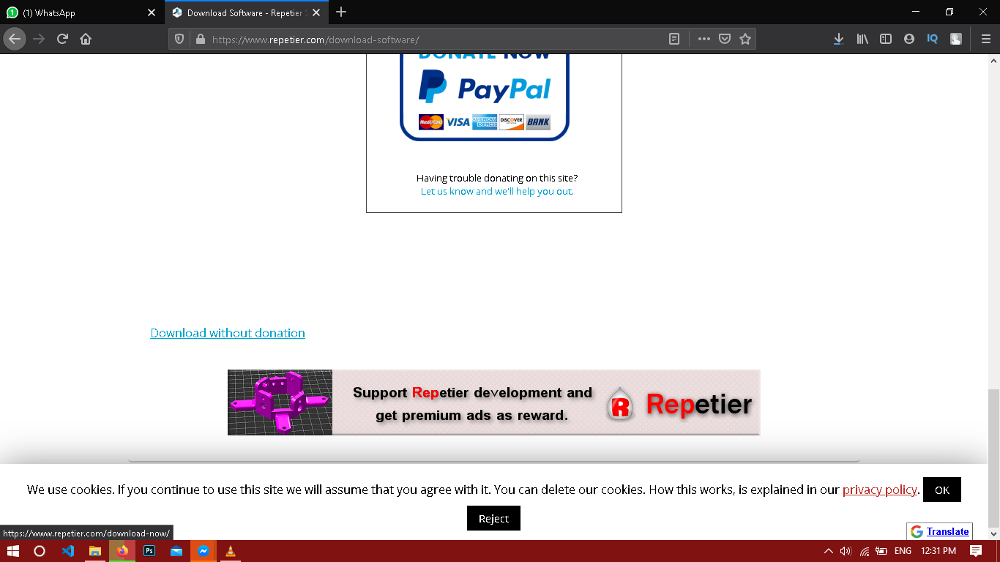 (1) WhatsApp
Download Software - Repetier S
https://www.repetier.com/download-software/
DONATE NOW
PayPal
MasterCard VISA AMERICAN EXPRESS DISCOVER BANK
Having trouble donating on this site?
Let us know and we'll help you out.
Download without donation
Support Repetier development and
get premium ads as reward.
R Repetier
We use cookies. If you continue to use this site we will assume that you agree with it. You can delete our cookies. How this works, is explained in our privacy policy. OK
Reject
https://www.repetier.com/download-now/
G Translate
Ps
ENG 12:31 PM